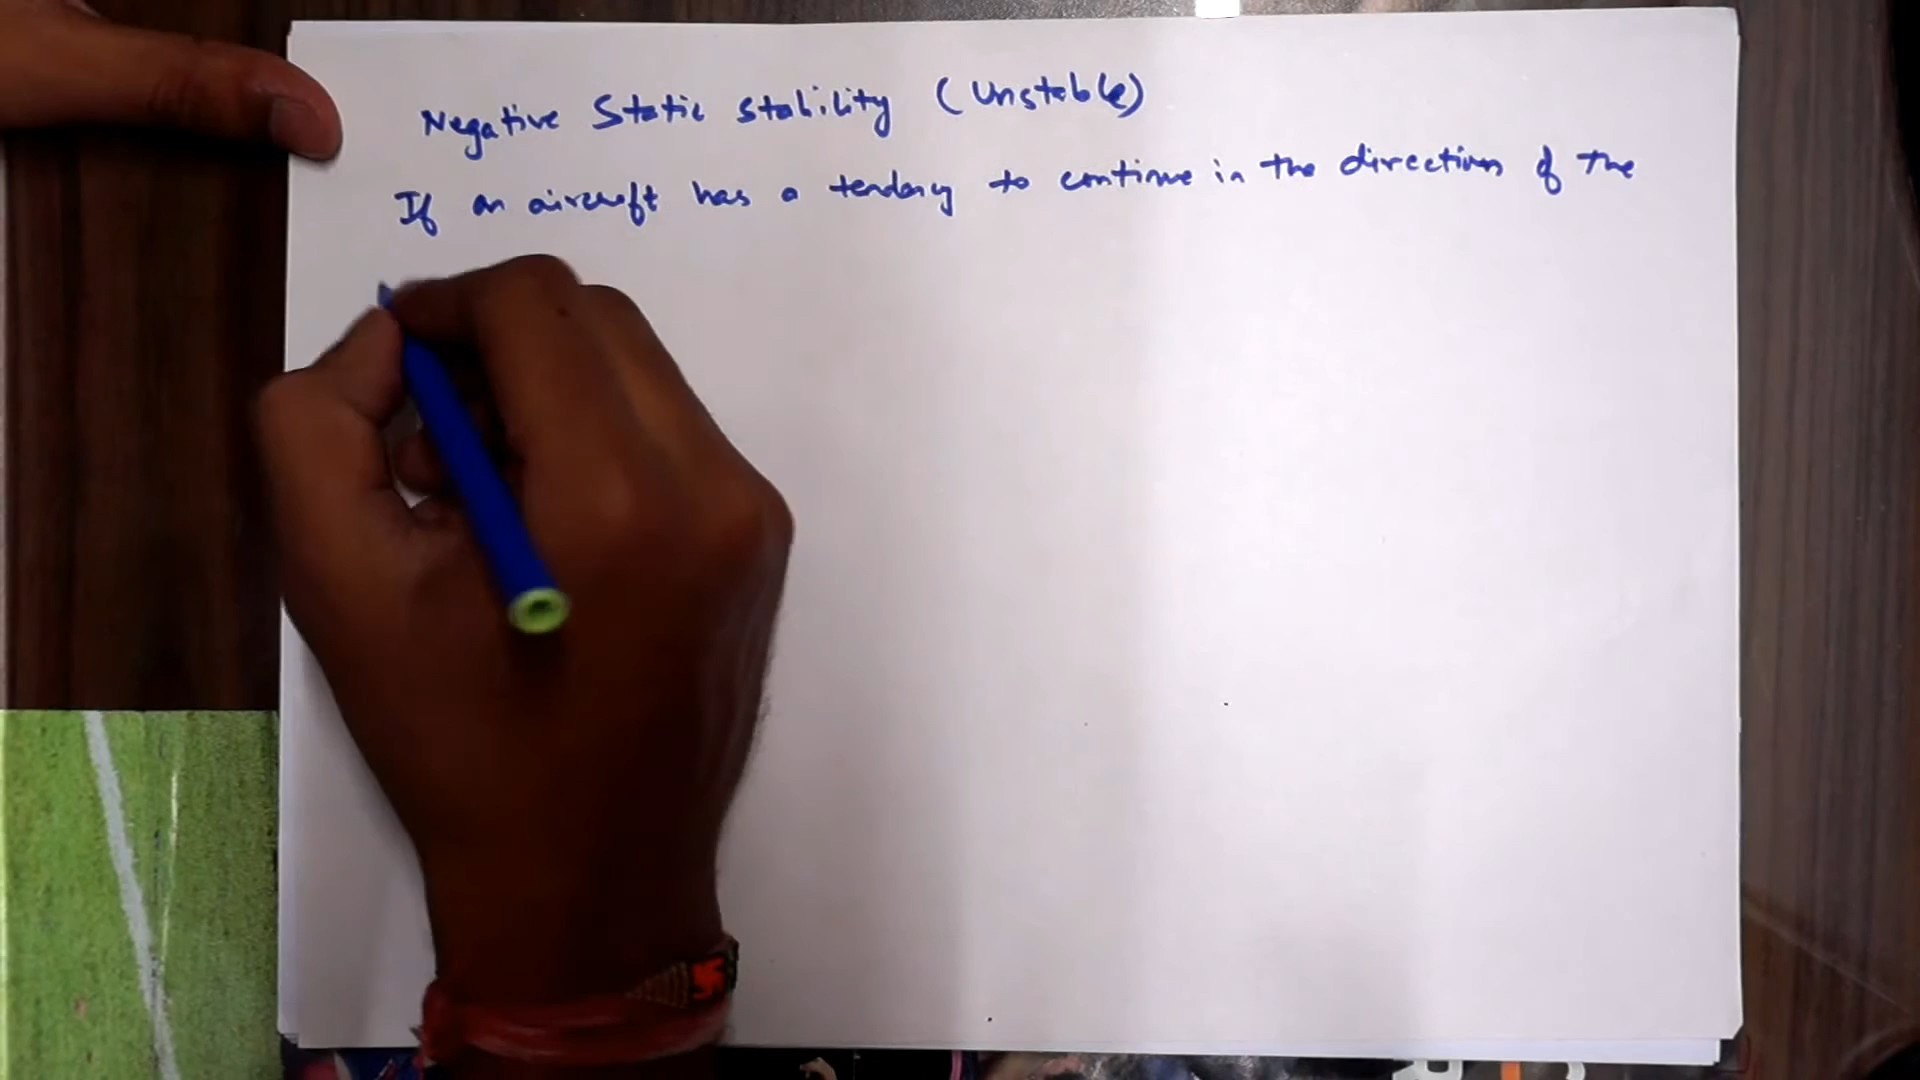 Negative Static Stability (Unstable)
If an aircraft has a tendency to continue in the direction of the